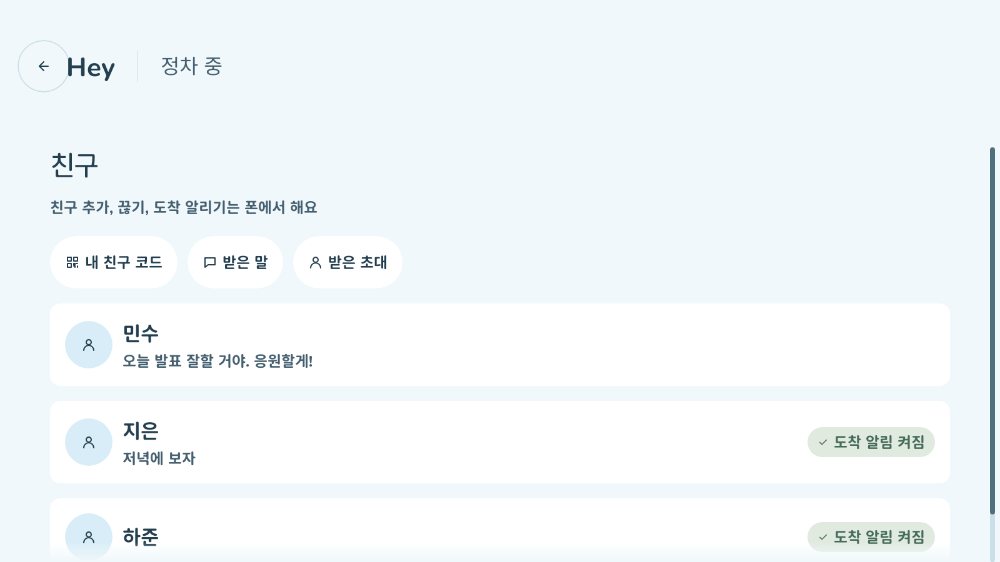 Hey
정차 중
친구
친구 추가, 끊기, 도착 알리기는 폰에서 해요
내 친구 코드
받은 말
받은 초대
민수
오늘 발표 잘할 거야. 응원할게!
지은
저녁에 보자
도착 알림 켜짐
하준
도착 알림 켜짐